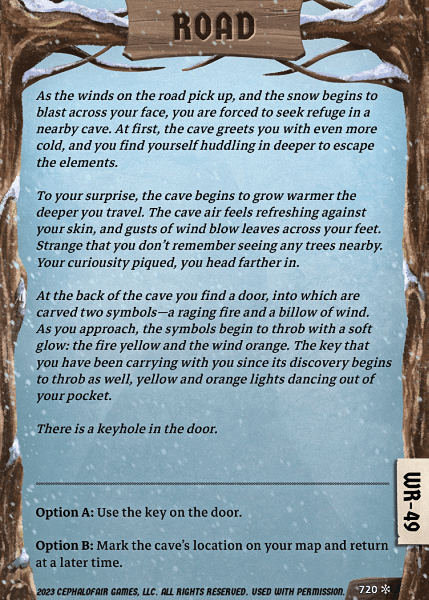 ROAD
As the winds on the road pick up, and the snow begins to
blast across your face, you are forced to seek refuge in a
nearby cave. At first, the cave greets you with even more
cold, and you find yourself huddling in deeper to escape
the elements.
To your surprise, the cave begins to grow warmer the
deeper you travel. The cave air feels refreshing against
your skin, and gusts of wind blow leaves across your feet.
Strange that you don't remember seeing any trees nearby.
Your curiousity piqued, you head farther in.
At the back of the cave you find a door, into which are
carved two symbols—a raging fire and a billow of wind.
As you approach, the symbols begin to throb with a soft
glow: the fire yellow and the wind orange. The key that
you have been carrying with you since its discovery begins
to throb as well, yellow and orange lights dancing out of
your pocket.
There is a keyhole in the door.
Option A: Use the key on the door.
Option B: Mark the cave's location on your map and return
at a later time.
WR-49
2023 CEPHALOFAIR GAMES, LLC. ALL RIGHTS RESERVED. USED WITH PERMISSION.
720